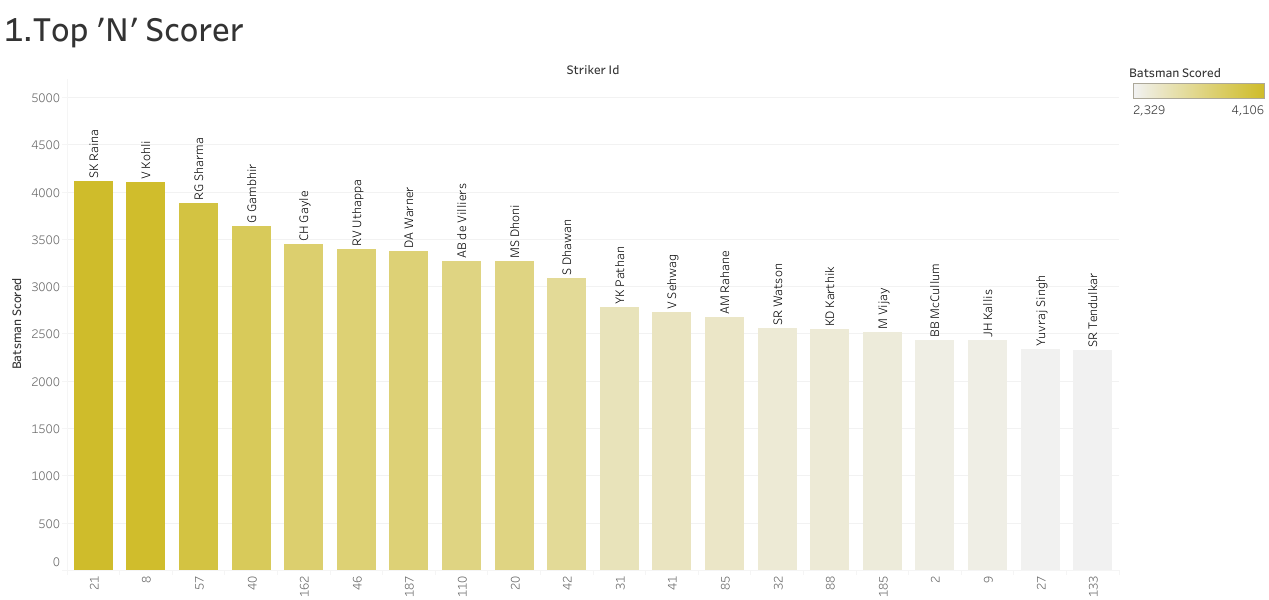 1.Top ’N’ Scorer
Striker Id
Batsman Scored
2,329 4,106
Batsman Scored
5000
4500
4000
3500
3000
2500
2000
1500
1000
500
0
SK Raina
V Kohli
RG Sharma
G Gambhir
CH Gayle
RV Uthappa
DA Warner
AB de Villiers
MS Dhoni
S Dhawan
YK Pathan
V Sehwag
AM Rahane
SR Watson
KD Karthik
M Vijay
BB McCullum
JH Kallis
Yuvraj Singh
SR Tendulkar
21
8
57
40
162
46
187
110
20
42
31
41
85
32
88
185
2
9
27
133